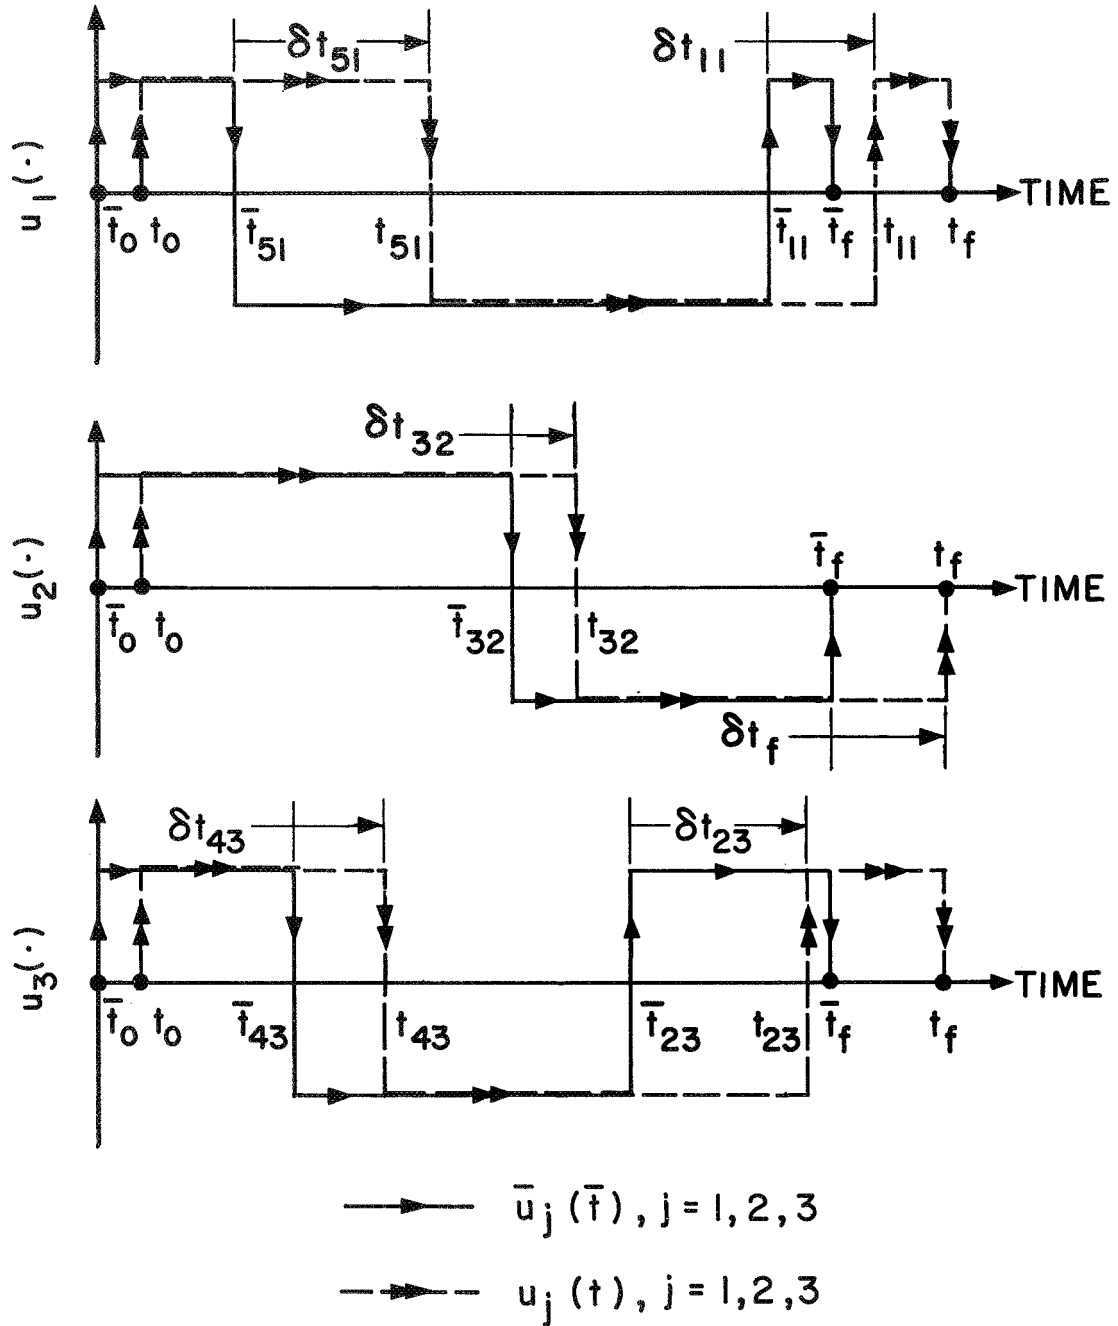 δt₅₁ δt₁₁
u₁(·)
TIME
t̄₀ t₀ t̄₅₁ t₅₁ t̄₁₁ t̄f t₁₁ tf
δt₃₂
u₂(·)
t̄f tf
TIME
t̄₀ t₀ t̄₃₂ t₃₂
δtf
δt₄₃ δt₂₃
u₃(·)
TIME
t̄₀ t₀ t̄₄₃ t₄₃ t̄₂₃ t₂₃ t̄f tf
ūj (t̄), j = 1, 2, 3
uj (t), j = 1, 2, 3